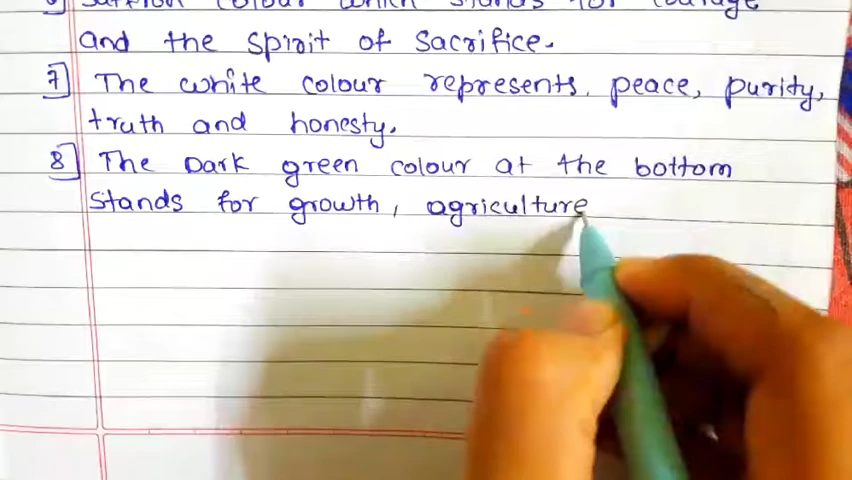 and the spirit of sacrifice.
7] The white colour represents, peace, purity,
truth and honesty.
8] The Dark green colour at the bottom
stands for growth, agriculture